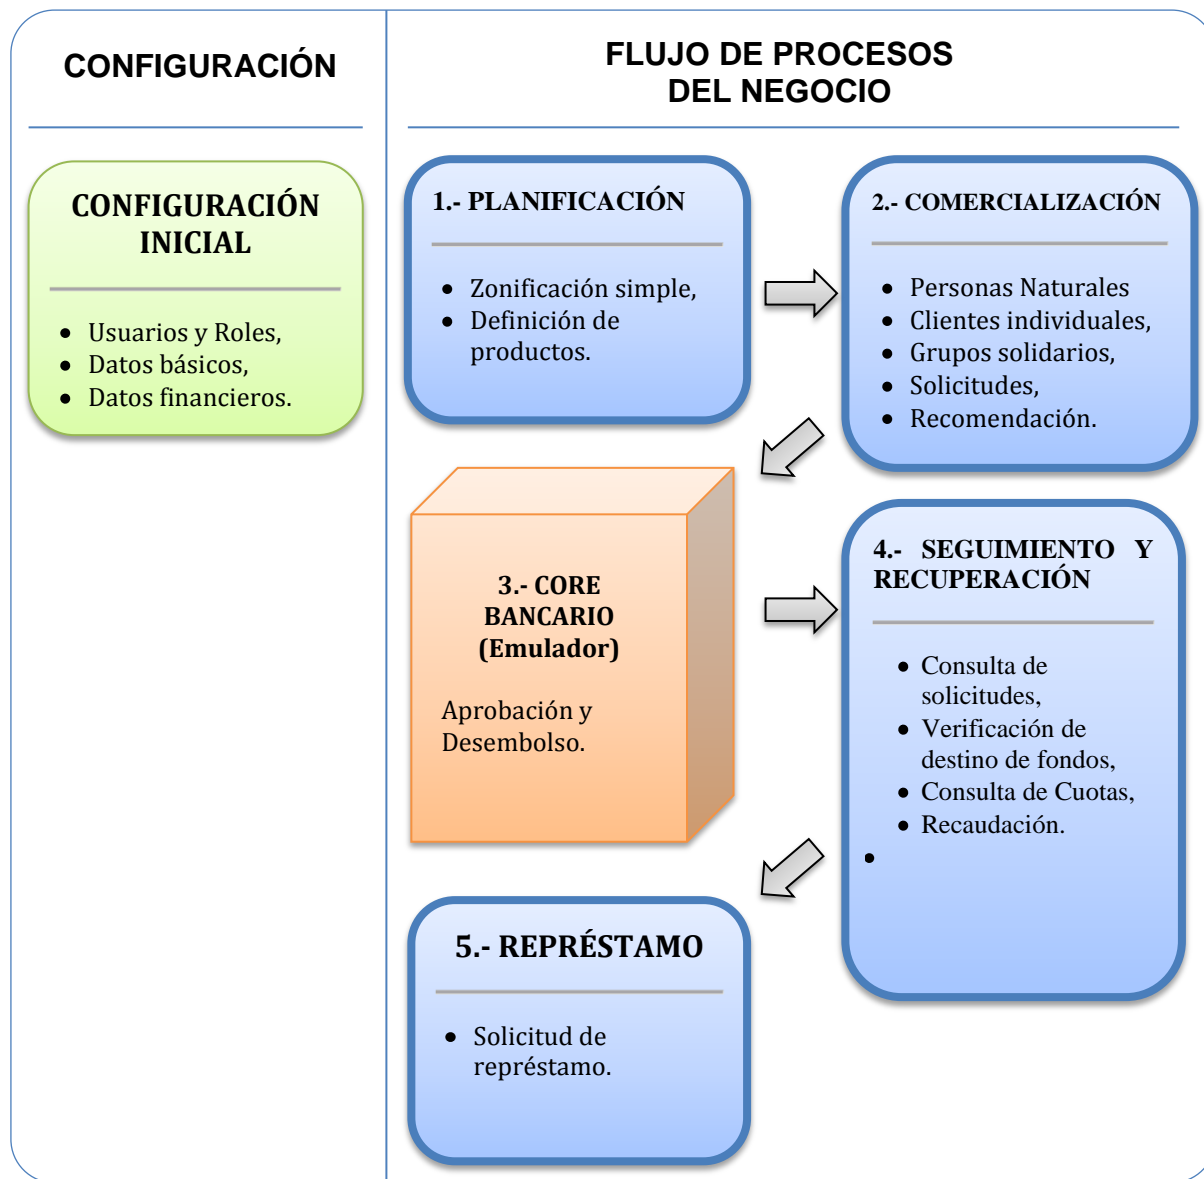 CONFIGURACIÓN
CONFIGURACIÓN
INICIAL
• Usuarios y Roles,
• Datos básicos,
• Datos financieros.
FLUJO DE PROCESOS
DEL NEGOCIO
1.- PLANIFICACIÓN
• Zonificación simple,
• Definición de
productos.
2.- COMERCIALIZACIÓN
• Personas Naturales
• Clientes individuales,
• Grupos solidarios,
• Solicitudes,
• Recomendación.
3.- CORE
BANCARIO
(Emulador)
Aprobación y
Desembolso.
4.- SEGUIMIENTO Y
RECUPERACIÓN
• Consulta de
solicitudes,
• Verificación de
destino de fondos,
• Consulta de Cuotas,
• Recaudación.
•
5.- REPRÉSTAMO
• Solicitud de
représtamo.